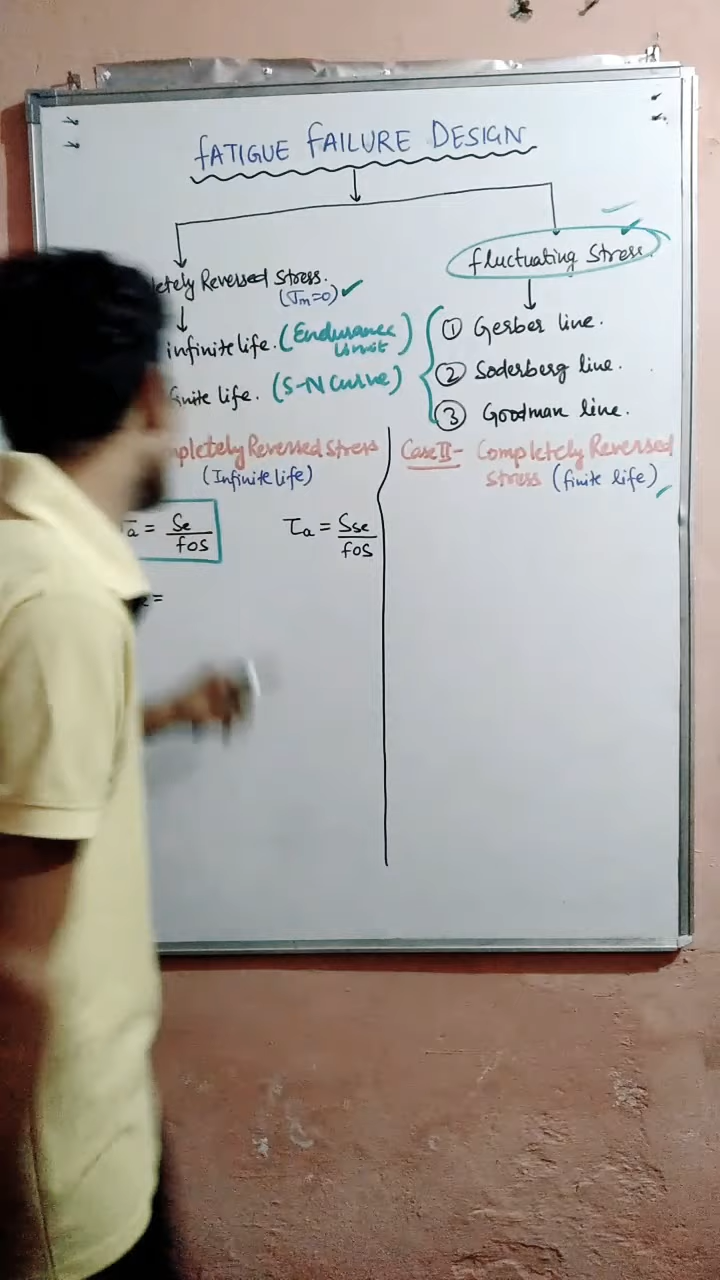 FATIGUE FAILURE DESIGN
Reversed Stress.
(σm=0) ✓
infinite life. (Endurance
limit)
finite life. (S-N Curve)
fluctuating Stress.
① Gerber line.
② Soderberg line.
③ Goodman line.
Reversed Stress
(Infinite life)
= Se/fos
τa = Sse/fos
Case II - Completely Reversed
stress (finite life)